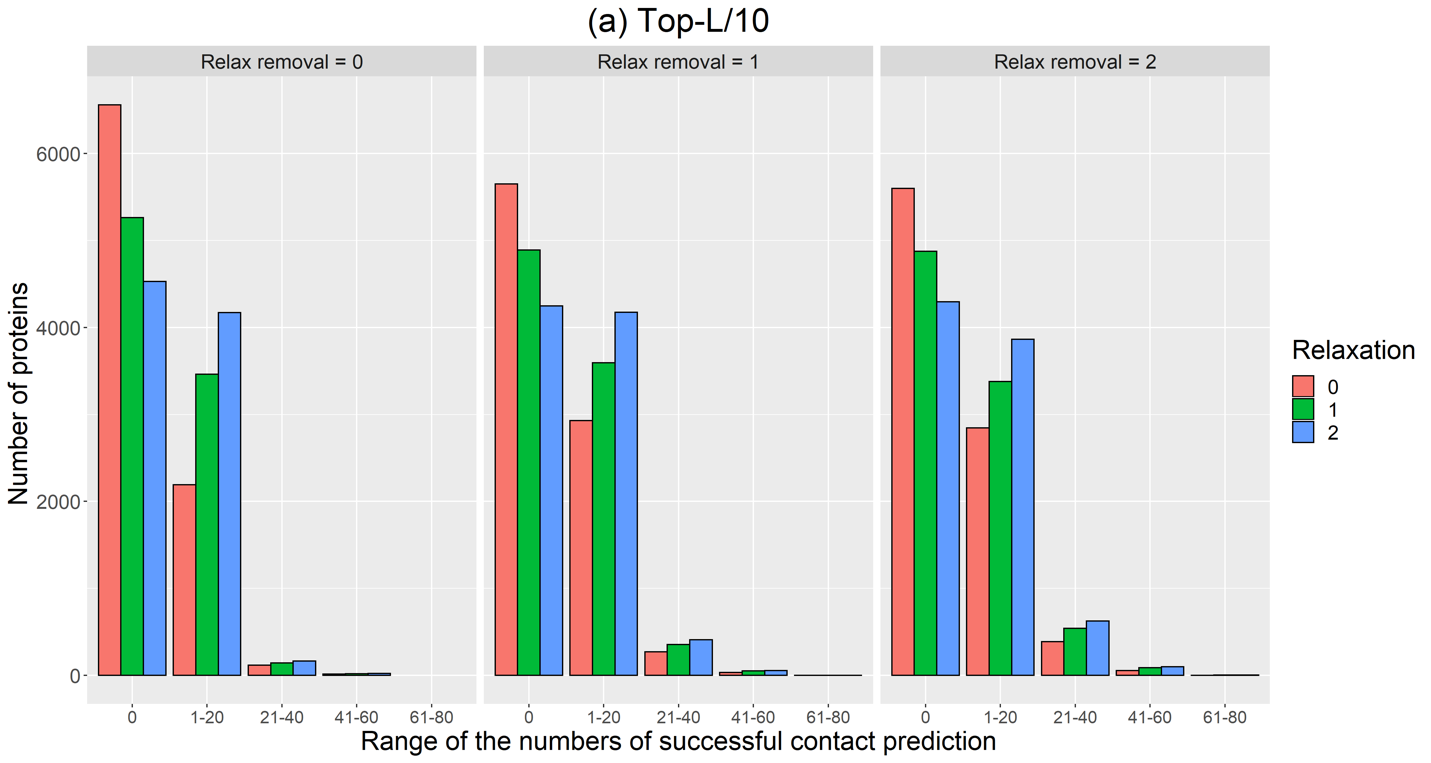 (a) Top-L/10
Relax removal = 0
Relax removal = 1
Relax removal = 2
Number of proteins
6000
4000
2000
0
0 1-20 21-40 41-60 61-80
0 1-20 21-40 41-60 61-80
0 1-20 21-40 41-60 61-80
Range of the numbers of successful contact prediction
Relaxation
0
1
2